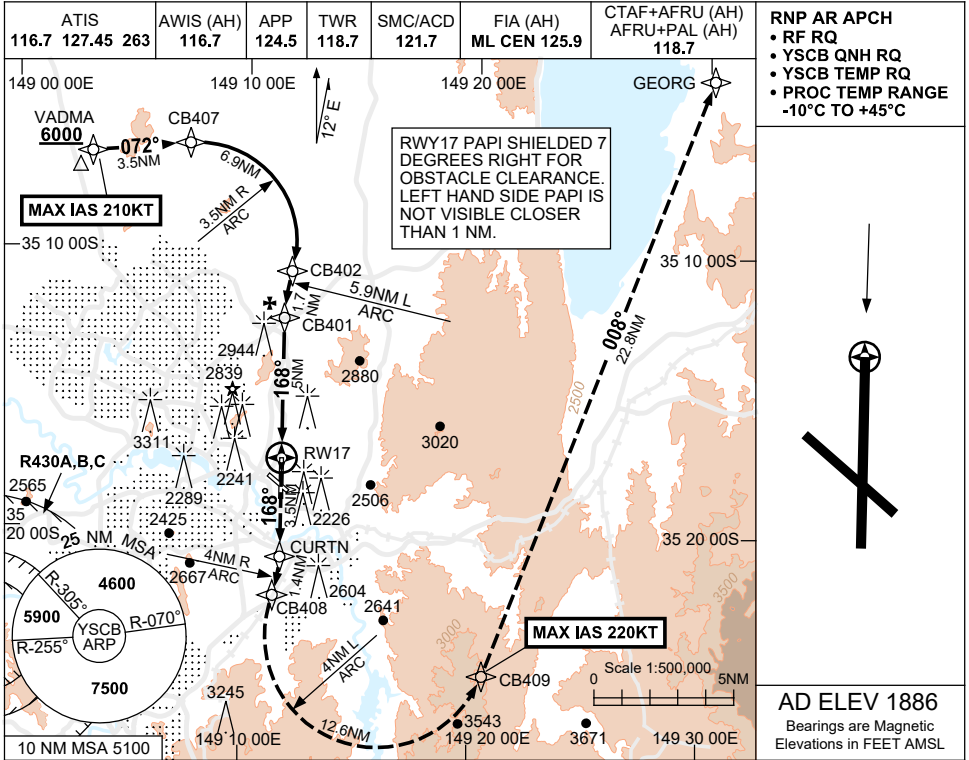 ATIS
116.7 127.45 263
AWIS (AH)
116.7
APP
124.5
TWR
118.7
SMC/ACD
121.7
FIA (AH)
ML CEN 125.9
CTAF+AFRU (AH)
AFRU+PAL (AH)
118.7
RNP AR APCH
• RF RQ
• YSCB QNH RQ
• YSCB TEMP RQ
• PROC TEMP RANGE
-10°C TO +45°C
149 00 00E
149 10 00E
149 20 00E
GEORG
12° E
VADMA
6000
072°
3.5NM
CB407
6.9NM
3.5NM R
ARC
MAX IAS 210KT
RWY17 PAPI SHIELDED 7
DEGREES RIGHT FOR
OBSTACLE CLEARANCE.
LEFT HAND SIDE PAPI IS
NOT VISIBLE CLOSER
THAN 1 NM.
35 10 00S
35 10 00S
CB402
1.7
NM
5.9NM L
ARC
CB401
008°
22.8NM
2944
2839
168°
5NM
2880
2500
3311
3020
R430A,B,C
2241
RW17
2565
2289
168°
3.5NM
2226
2506
35
20 00S
2425
25 NM MSA
CURTN
35 20 00S
4NM R
ARC
2667
1.4NM
2604
CB408
2641
3500
3000
4600
R-305°
5900
R-070°
YSCB
ARP
R-255°
7500
4NM L
ARC
MAX IAS 220KT
CB409
Scale 1:500,000
0
5NM
3245
12.6NM
3543
3671
10 NM MSA 5100
149 10 00E
149 20 00E
149 30 00E
AD ELEV 1886
Bearings are Magnetic
Elevations in FEET AMSL